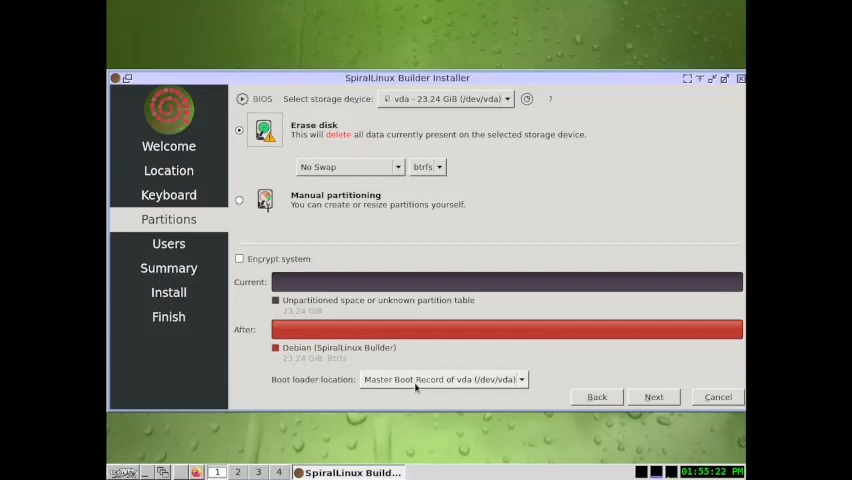 SpiralLinux Builder Installer
BIOS Select storage device: vda - 23.24 GiB (/dev/vda) ?
Welcome
Location
Keyboard
Partitions
Users
Summary
Install
Finish
Erase disk
This will delete all data currently present on the selected storage device.
No Swap btrfs
Manual partitioning
You can create or resize partitions yourself.
Encrypt system
Current:
Unpartitioned space or unknown partition table
23.24 GiB
After:
Debian (SpiralLinux Builder)
23.24 GiB Btrfs
Boot loader location: Master Boot Record of vda (/dev/vda)
Back Next Cancel
1 2 3 4 SpiralLinux Build... 01:55:22 PM